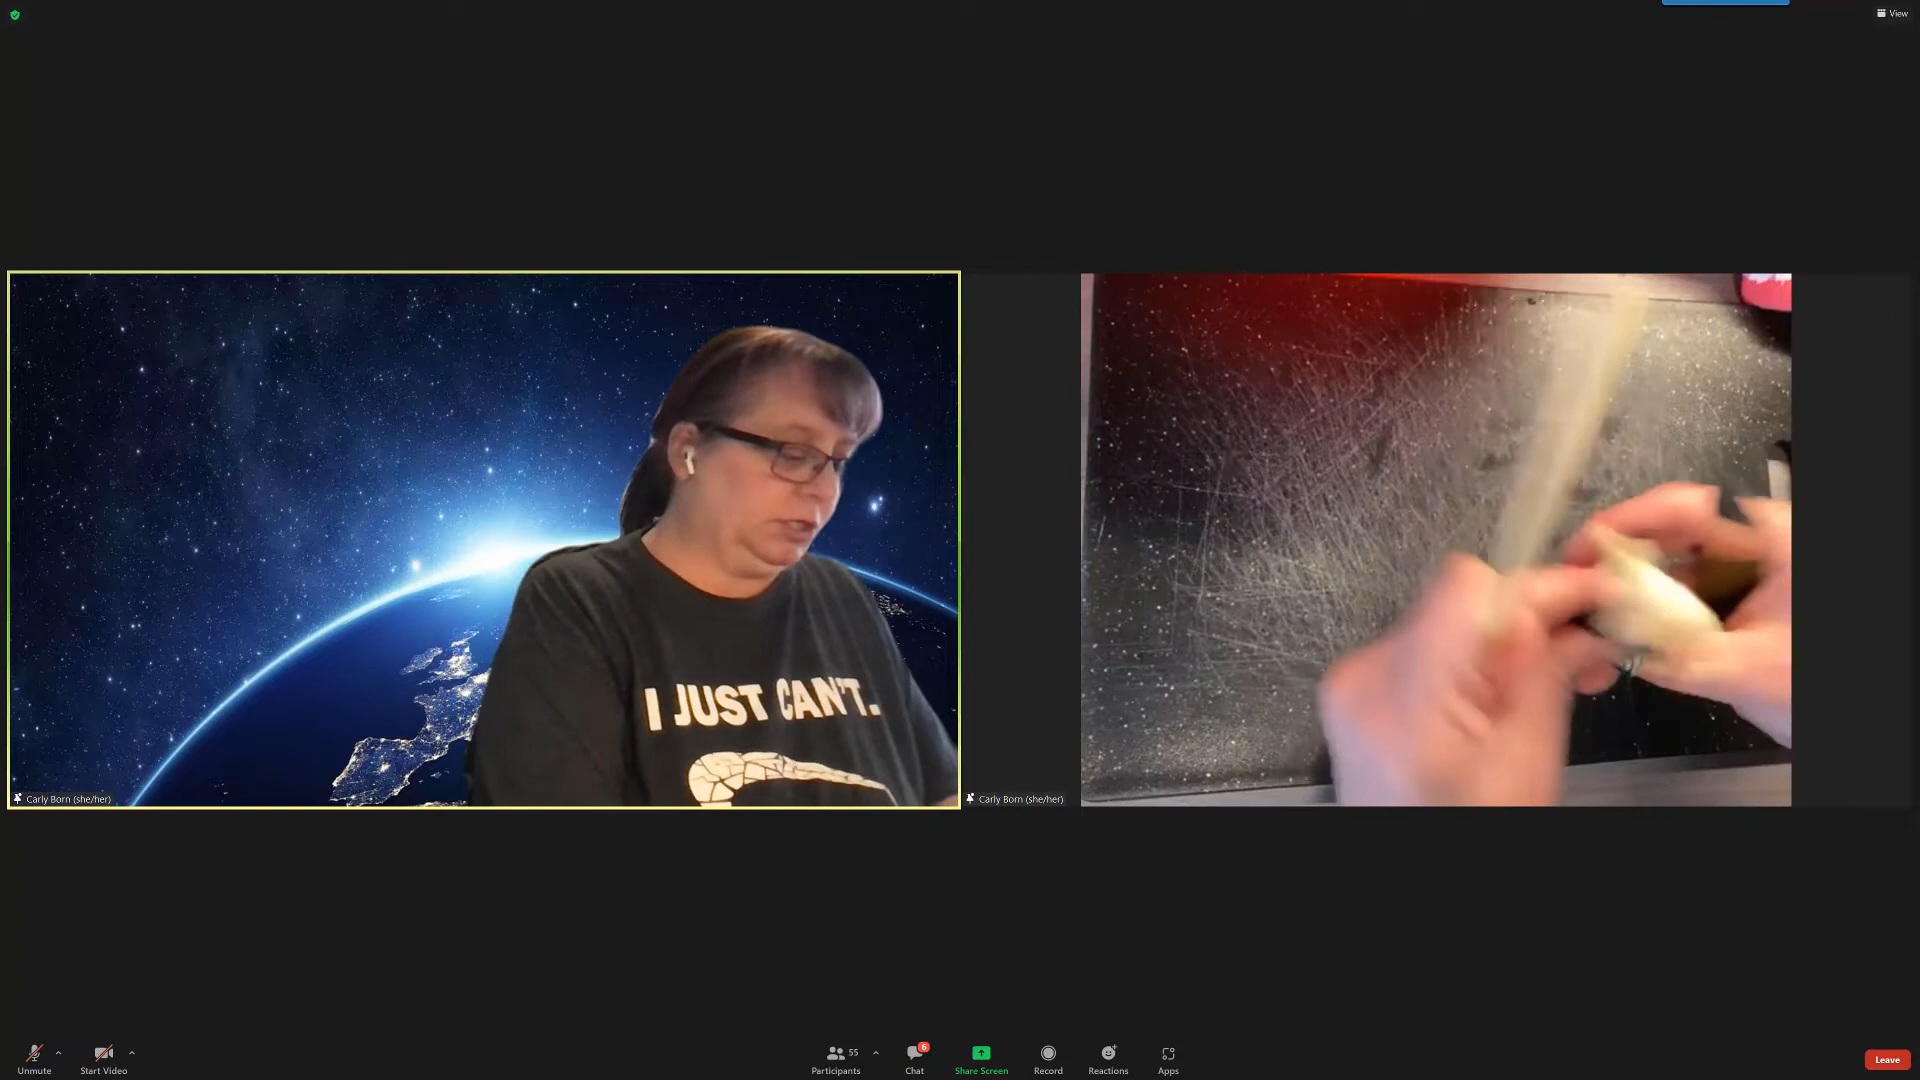 View
I JUST CAN'T.
Carly Born (she/her)
Carly Born (she/her)
Unmute
Start Video
55
Participants
6
Chat
Share Screen
Record
Reactions
Apps
Leave